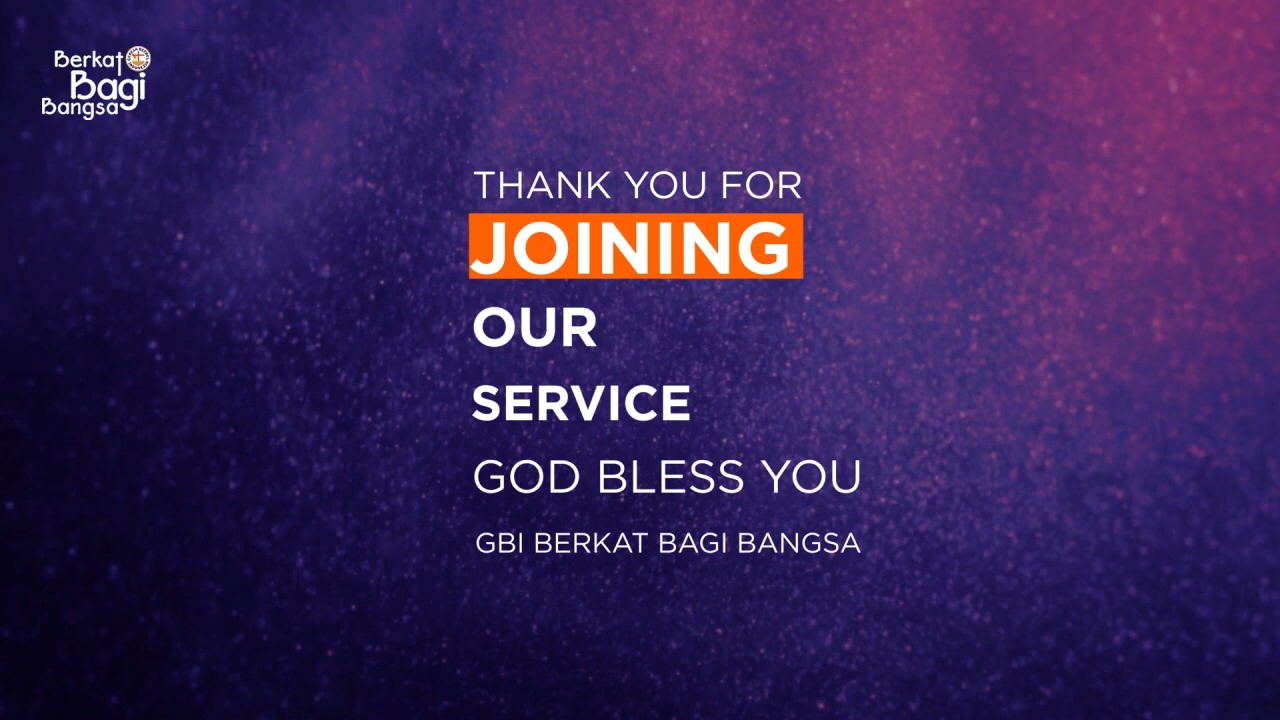 Berkat
Bagi
Bangsa
THANK YOU FOR
JOINING
OUR
SERVICE
GOD BLESS YOU
GBI BERKAT BAGI BANGSA